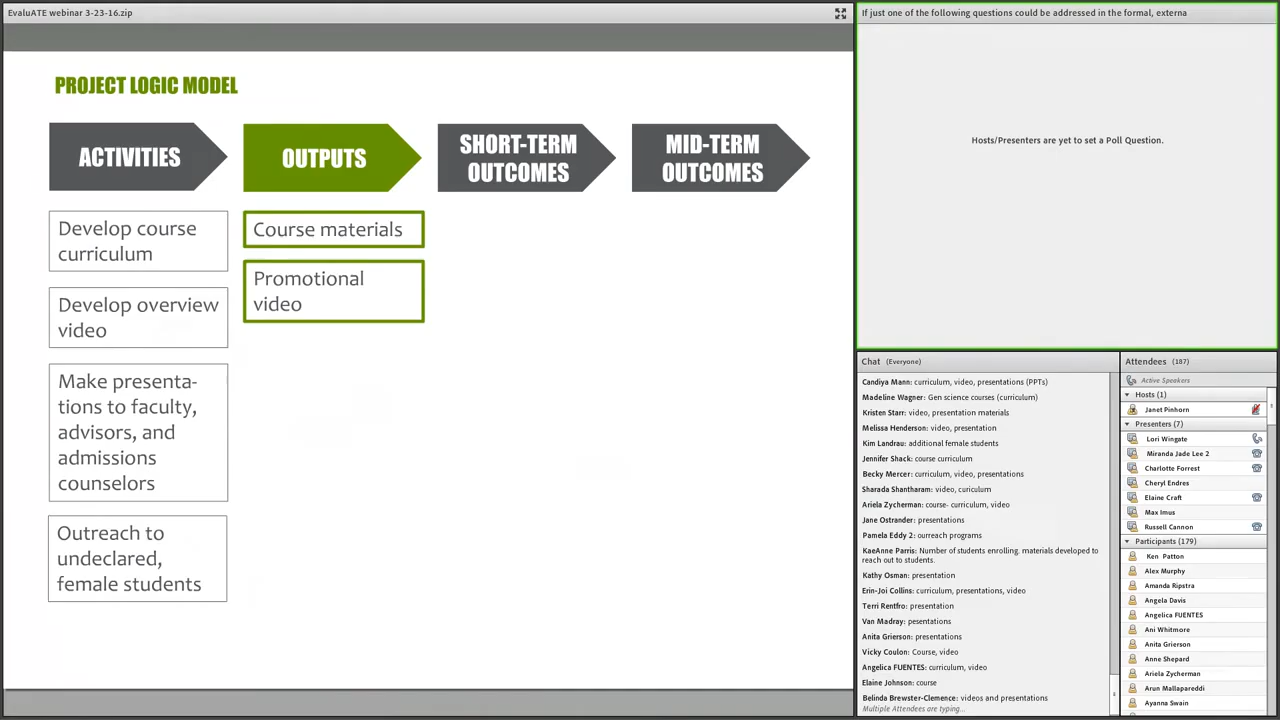 EvaluATE webinar 3-23-16.zip
PROJECT LOGIC MODEL
ACTIVITIES
OUTPUTS
SHORT-TERM
OUTCOMES
MID-TERM
OUTCOMES
Develop course
curriculum
Develop overview
video
Make presenta-
tions to faculty,
advisors, and
admissions
counselors
Outreach to
undeclared,
female students
Course materials
Promotional
video
If just one of the following questions could be addressed in the formal, externa
Hosts/Presenters are yet to set a Poll Question.
Chat (Everyone)
Candiya Mann: curriculum, video, presentations (PPTs)
Madeline Wagner: Gen science courses (curriculum)
Kristen Starr: video, presentation materials
Melissa Henderson: video, presentation
Kim Landrau: additional female students
Jennifer Shack: course curriculum
Becky Mercer: curriculum, video, presentations
Sharada Shantharam: video, curiculum
Ariela Zycherman: course- curriculum, video
Jane Ostrander: presentations
Pamela Eddy 2: outreach programs
KaeAnne Parris: Number of students enrolling. materials developed to
reach out to students.
Kathy Osman: presentation
Erin-Joi Collins: curriculum, presentations, video
Terri Rentfro: presentation
Van Madray: pesentations
Anita Grierson: presentations
Vicky Coulon: Course, video
Angelica FUENTES: curriculum, video
Elaine Johnson: course
Belinda Brewster-Clemence: videos and presentations
Multiple Attendees are typing...
Attendees (187)
Active Speakers
Hosts (1)
Janet Pinhorn
Presenters (7)
Lori Wingate
Miranda Jade Lee 2
Charlotte Forrest
Cheryl Endres
Elaine Craft
Max Imus
Russell Cannon
Participants (179)
Ken Patton
Alex Murphy
Amanda Ripstra
Angela Davis
Angelica FUENTES
Ani Whitmore
Anita Grierson
Anne Shepard
Ariela Zycherman
Arun Mallapareddi
Ayanna Swain